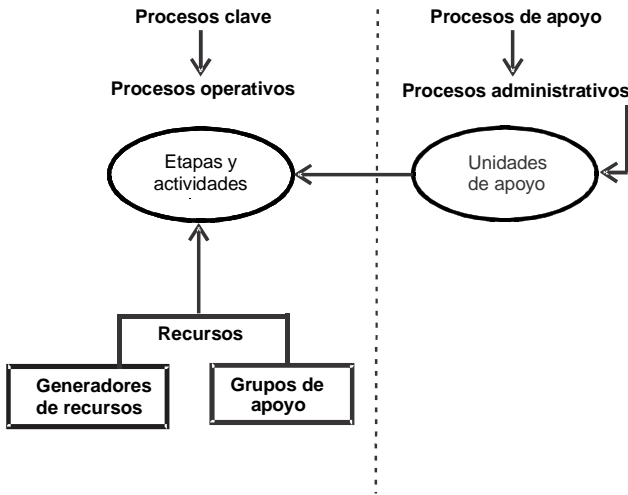 Procesos clave
Procesos operativos
Etapas y
actividades
Recursos
Generadores
de recursos
Grupos de
apoyo
Procesos de apoyo
Procesos administrativos
Unidades
de apoyo